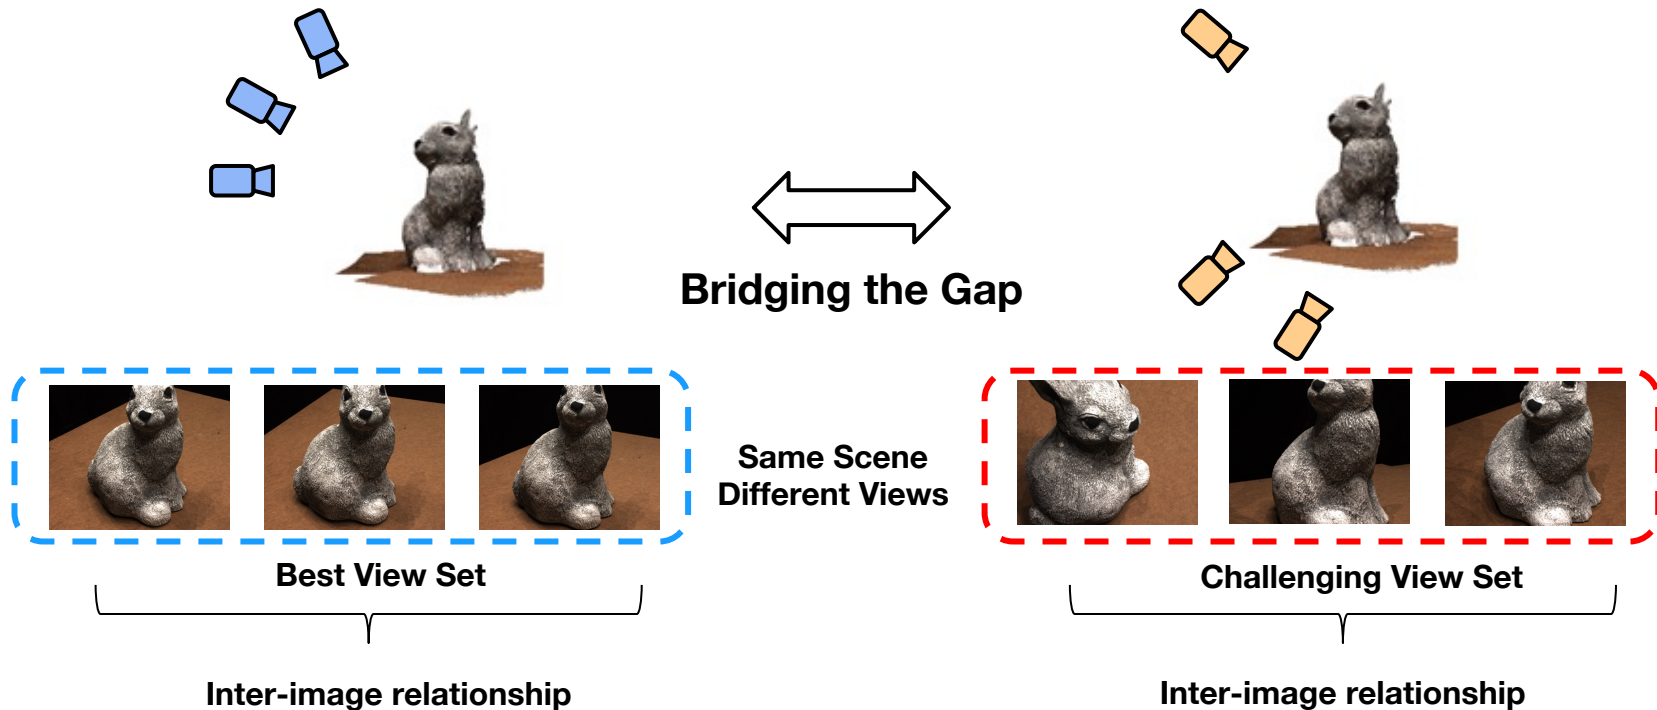 Bridging the Gap
Same Scene
Different Views
Best View Set
Challenging View Set
Inter-image relationship
Inter-image relationship